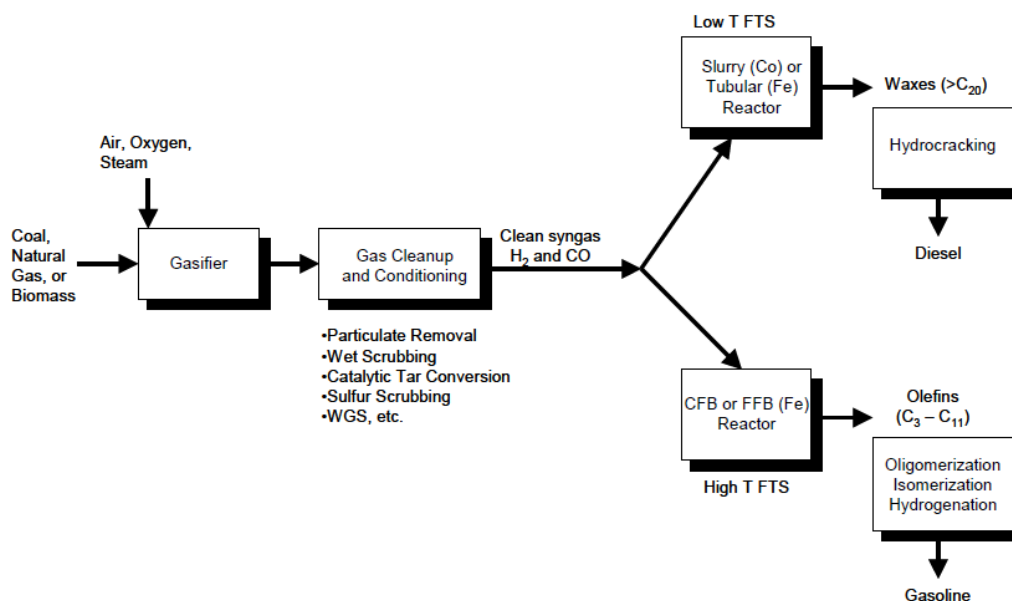 Low T FTS
Slurry (Co) or
Tubular (Fe)
Reactor
Waxes (>C20)
Hydrocracking
Diesel
Air, Oxygen,
Steam
Coal,
Natural
Gas, or
Biomass
Gasifier
Gas Cleanup
and Conditioning
Clean syngas
H2 and CO
•Particulate Removal
•Wet Scrubbing
•Catalytic Tar Conversion
•Sulfur Scrubbing
•WGS, etc.
CFB or FFB (Fe)
Reactor
High T FTS
Olefins
(C3 – C11)
Oligomerization
Isomerization
Hydrogenation
Gasoline